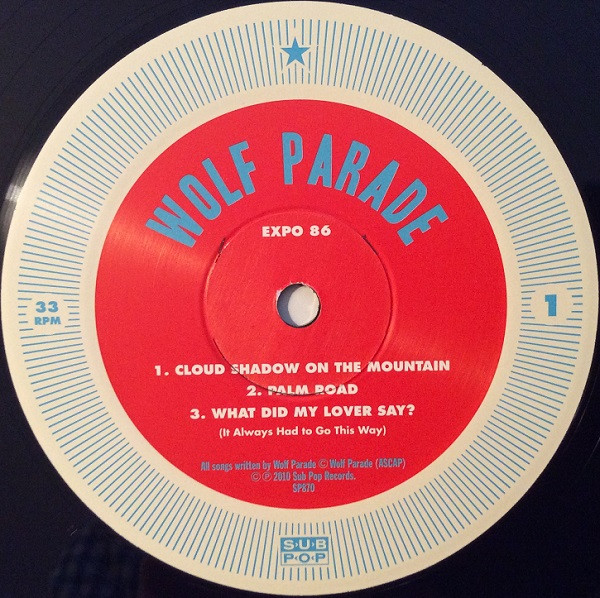 WOLF PARADE
EXPO 86
33
RPM
1
1. CLOUD SHADOW ON THE MOUNTAIN
2. PALM ROAD
3. WHAT DID MY LOVER SAY?
(It Always Had to Go This Way)
All songs written by Wolf Parade © Wolf Parade (ASCAP)
© ℗ 2010 Sub Pop Records.
SP870
SUB
POP